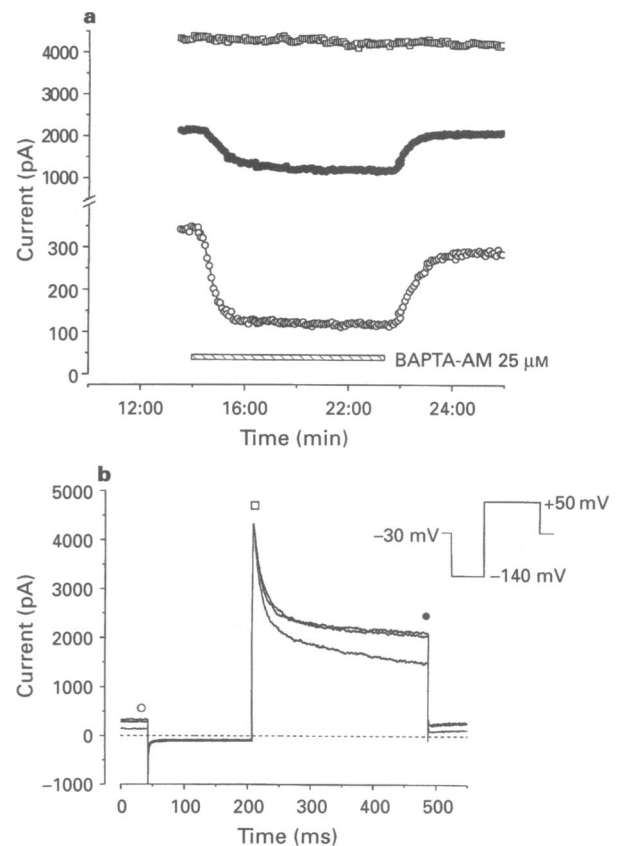 a
4000
3000
2000
1000
300
200
100
0
Current (pA)
BAPTA-AM 25 μM
12:00 16:00 22:00 24:00
Time (min)
b
5000
4000
3000
2000
1000
0
−1000
Current (pA)
+50 mV
−30 mV
−140 mV
0 100 200 300 400 500
Time (ms)